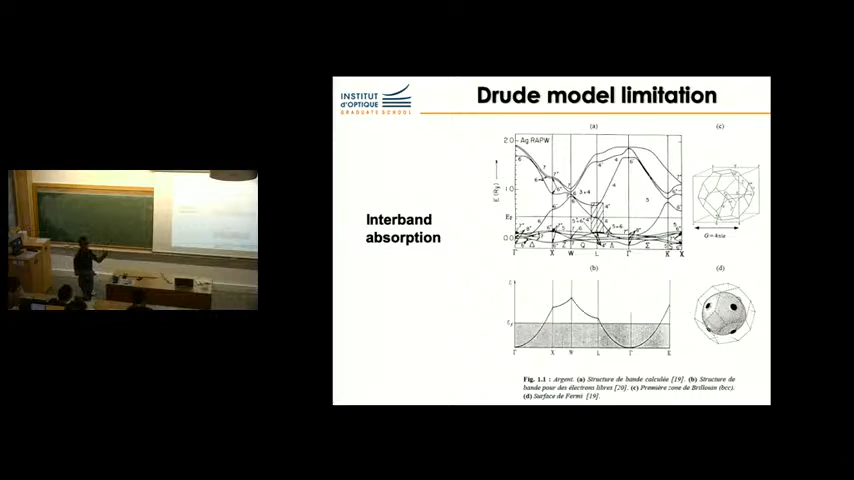 INSTITUT
d'OPTIQUE
GRADUATE SCHOOL
Drude model limitation
Interband
absorption
(a)
(c)
Ag RAPW
2.0
1.0
0.0
E (Ry)
E_F
Γ Δ X Z W Q L Λ Γ Σ K S X
G = 4π/a
(b)
(d)
E
E_F
Γ X W L Γ K
Fig. 1.1 : Argent. (a) Structure de bande calculée [19]. (b) Structure de
bande pour des électrons libres [20]. (c) Première zone de Brillouin (bcc).
(d) Surface de Fermi [19].